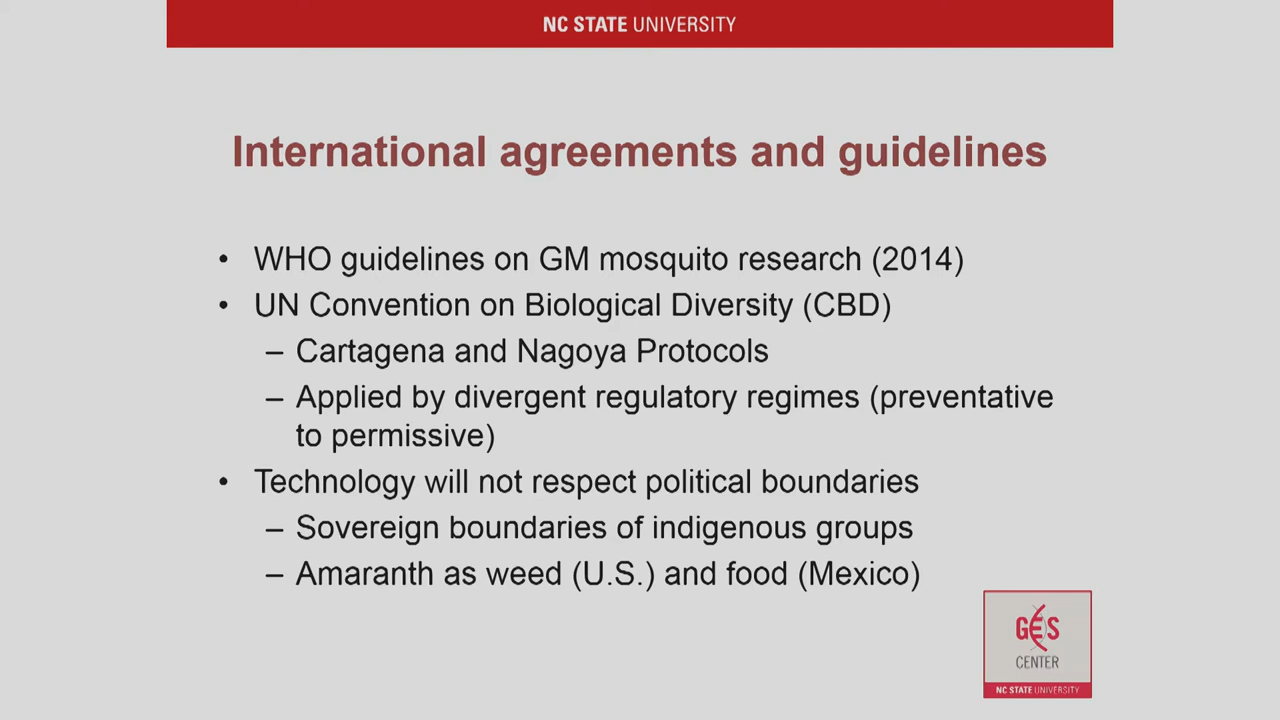 NC STATE UNIVERSITY
International agreements and guidelines
• WHO guidelines on GM mosquito research (2014)
• UN Convention on Biological Diversity (CBD)
– Cartagena and Nagoya Protocols
– Applied by divergent regulatory regimes (preventative
to permissive)
• Technology will not respect political boundaries
– Sovereign boundaries of indigenous groups
– Amaranth as weed (U.S.) and food (Mexico)
GES
CENTER
NC STATE UNIVERSITY